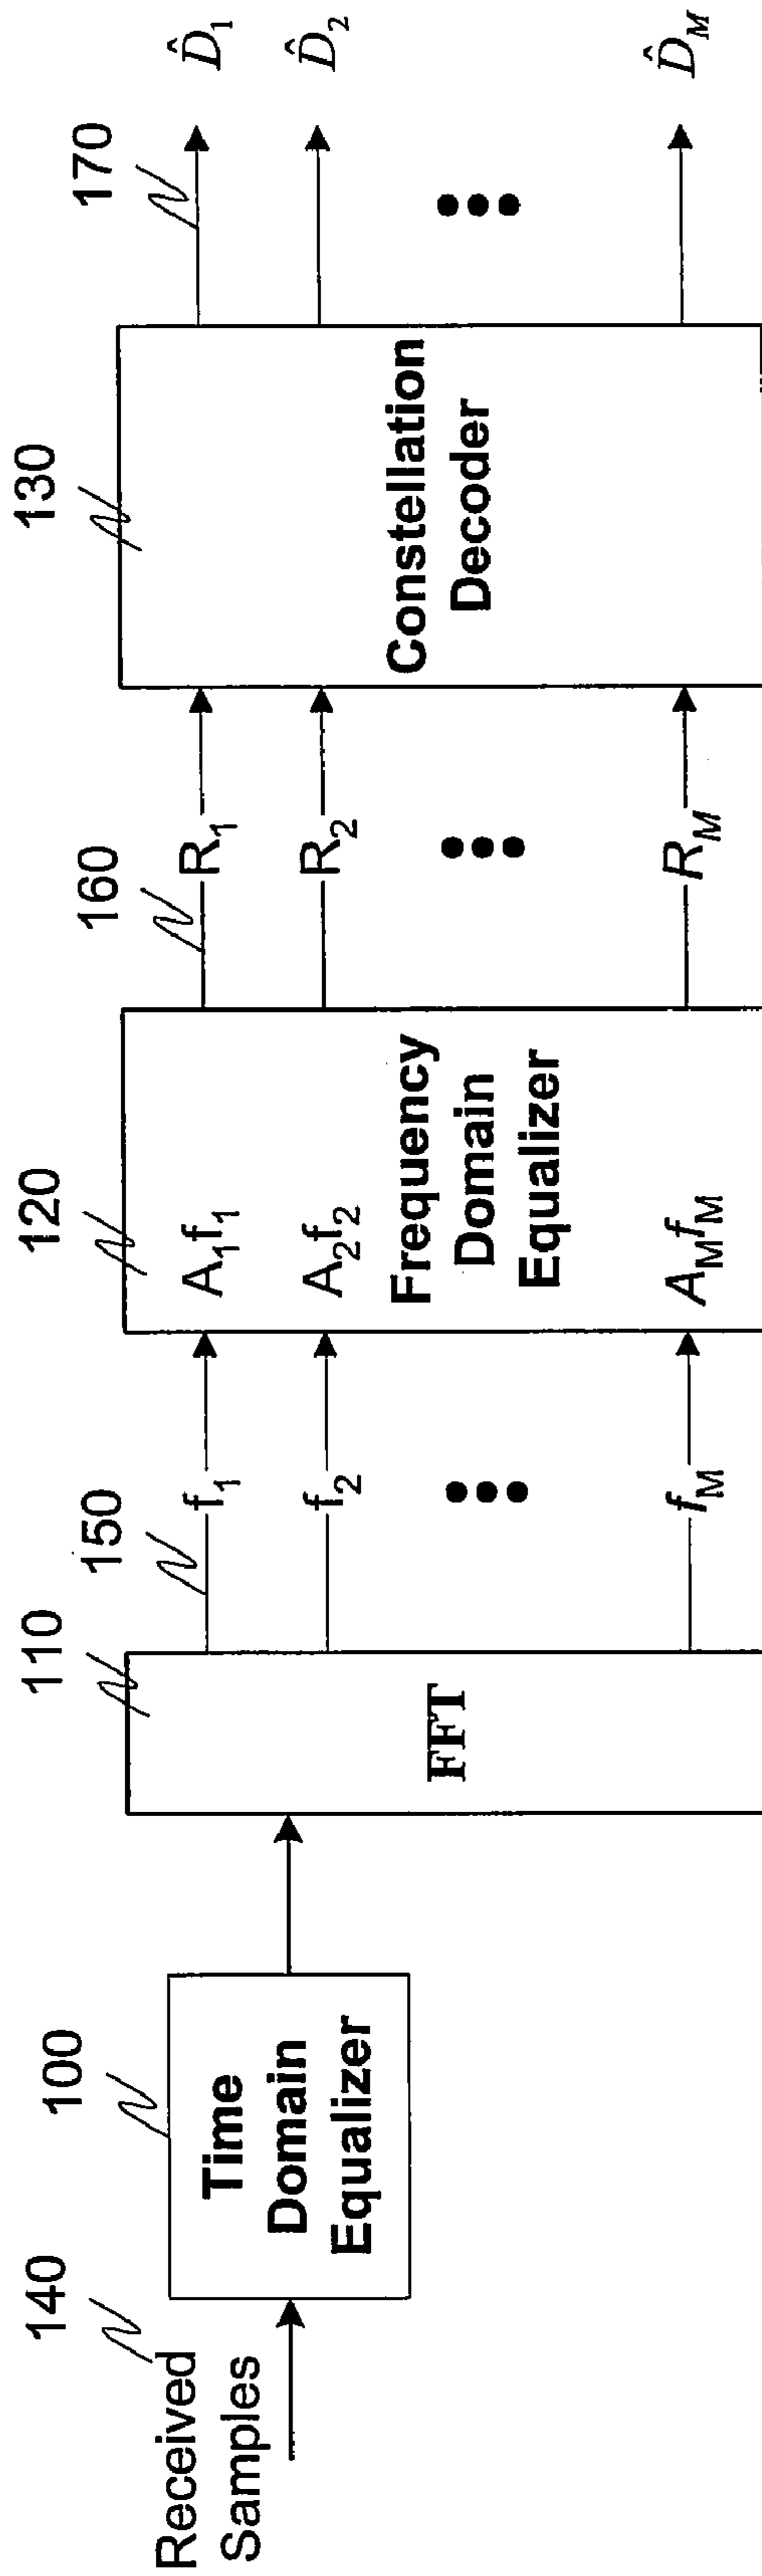 140
Received
Samples
100
Time
Domain
Equalizer
110
FFT
150
f₁
f₂
fM
120
A₁f₁
A₂f₂
Frequency
Domain
Equalizer
AMfM
160
R₁
R₂
RM
130
Constellation
Decoder
170
D̂₁
D̂₂
D̂M